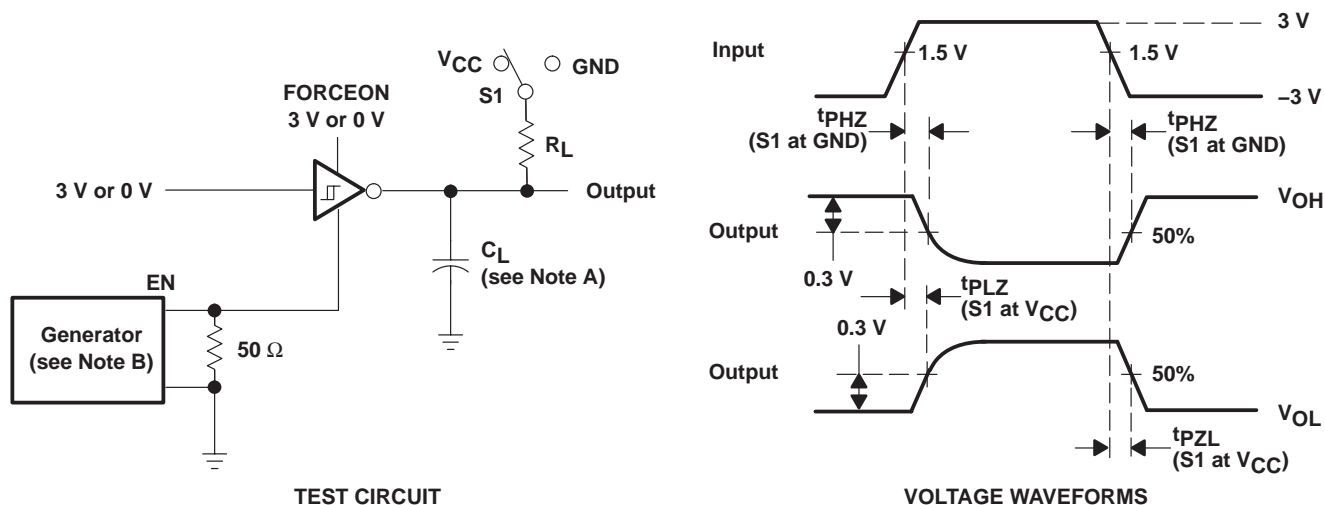 VCC
GND
S1
FORCEON
3 V or 0 V
RL
3 V or 0 V
Output
CL
(see Note A)
EN
Generator
(see Note B)
50 Ω
TEST CIRCUIT
Input
3 V
1.5 V
1.5 V
–3 V
tPHZ
(S1 at GND)
tPHZ
(S1 at GND)
VOH
Output
50%
0.3 V
tPLZ
(S1 at VCC)
0.3 V
Output
50%
VOL
tPZL
(S1 at VCC)
VOLTAGE WAVEFORMS